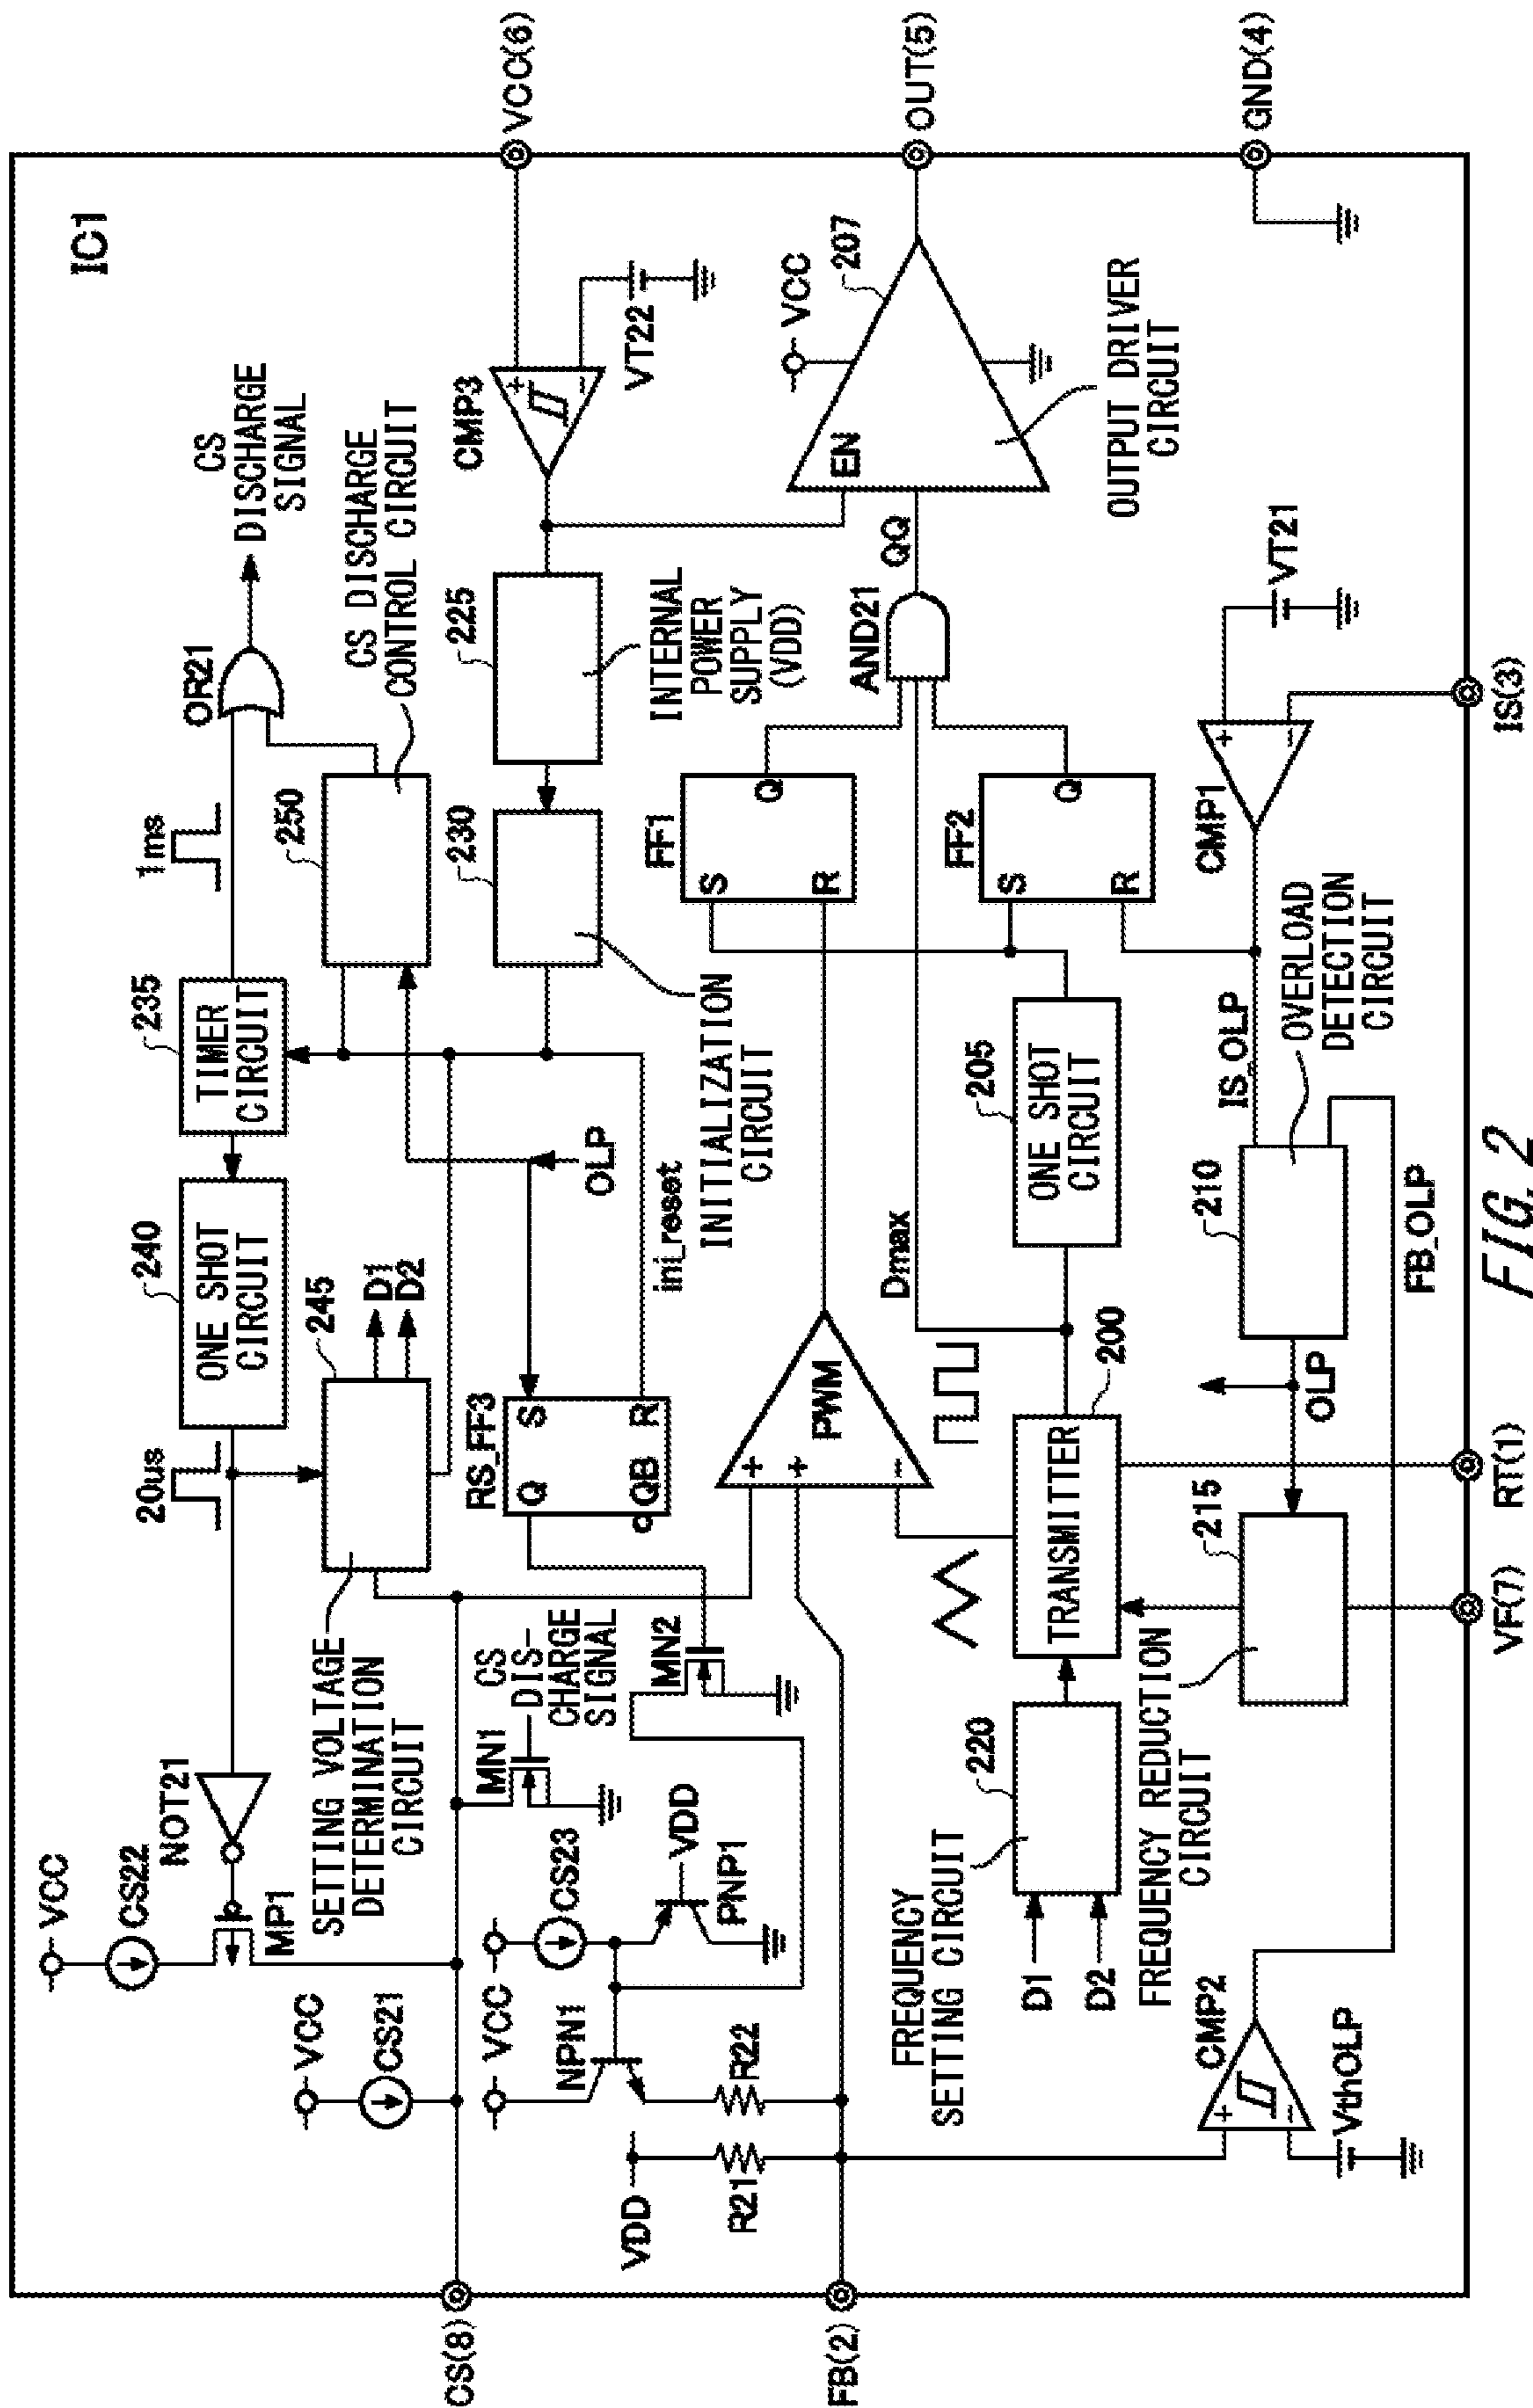 IC1
VCC
CS22
NOT21
MP1
20us
240
ONE SHOT
CIRCUIT
235
TIMER
CIRCUIT
1ms
OR21
CS
DISCHARGE
SIGNAL
VCC
CS21
SETTING VOLTAGE
DETERMINATION
CIRCUIT
245
D1
D2
250
CS DISCHARGE
CONTROL CIRCUIT
CS(8)
VCC
CS23
NPN1
VDD
PNP1
MN1
CS
DIS-
CHARGE
SIGNAL
RS_FF3
Q
S
QB
R
OLP
ini_reset
230
INITIALIZATION
CIRCUIT
225
INTERNAL
POWER
SUPPLY
(VDD)
CMP3
+
−
VT22
VCC(6)
VDD
R21
R22
MN2
FB(2)
PWM
+
+
−
Dmax
FF1
S
R
Q
AND21
QQ
EN
VCC
207
OUTPUT DRIVER
CIRCUIT
OUT(5)
FREQUENCY
SETTING CIRCUIT
220
D1
D2
TRANSMITTER
200
205
ONE SHOT
CIRCUIT
FF2
S
R
Q
FREQUENCY REDUCTION
CIRCUIT
215
OLP
210
IS_OLP
OVERLOAD
DETECTION
CIRCUIT
CMP1
+
−
VT21
GND(4)
CMP2
+
−
VthOLP
FB_OLP
VF(7)
RT(1)
IS(3)
FIG. 2